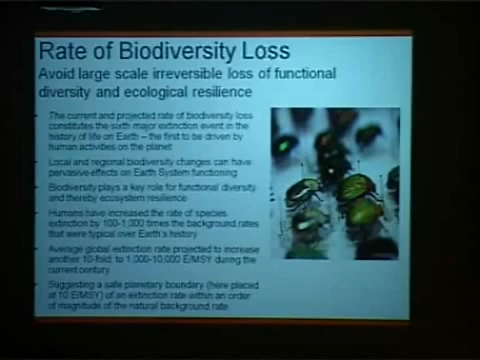 Rate of Biodiversity Loss
Avoid large scale irreversible loss of functional
diversity and ecological resilience
The current and projected rate of biodiversity loss
constitutes the sixth major extinction event in the
history of life on Earth – the first to be driven by
human activities on the planet
Local and regional biodiversity changes can have
pervasive effects on Earth System functioning
Biodiversity plays a key role for functional diversity
and thereby ecosystem resilience
Humans have increased the rate of species
extinction by 100-1,000 times the background rates
that were typical over Earth's history
Average global extinction rate projected to increase
another 10-fold, to 1,000-10,000 E/MSY during the
current century
Suggesting a safe planetary boundary (here placed
at 10 E/MSY) of an extinction rate within an order
of magnitude of the natural background rate